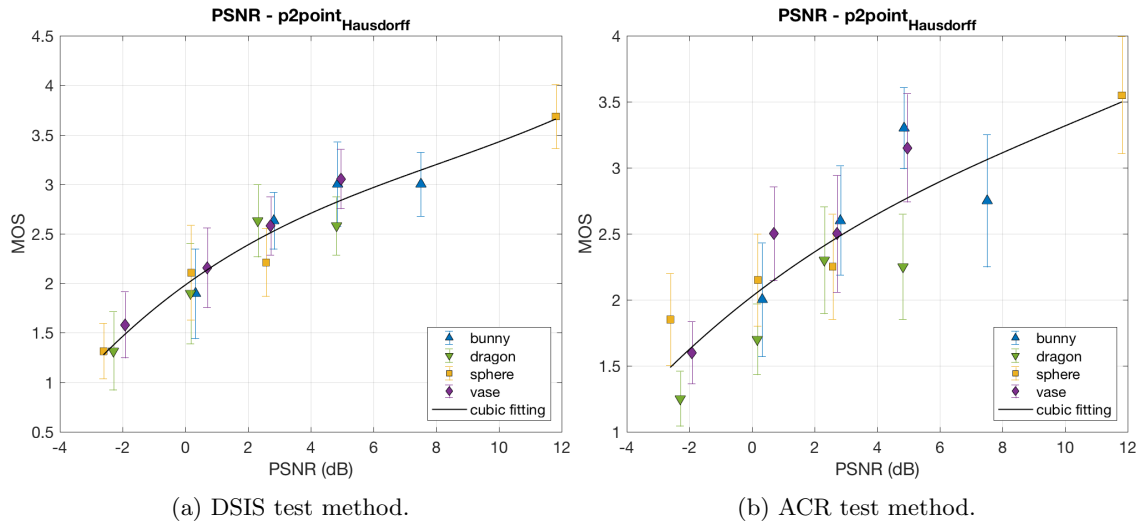 PSNR - p2point_Hausdorff
MOS
4.5
4
3.5
3
2.5
2
1.5
1
0.5
-4
-2
0
2
4
6
8
10
12
PSNR (dB)
bunny
dragon
sphere
vase
cubic fitting
(a) DSIS test method.
PSNR - p2point_Hausdorff
MOS
4
3.5
3
2.5
2
1.5
1
-4
-2
0
2
4
6
8
10
12
PSNR (dB)
bunny
dragon
sphere
vase
cubic fitting
(b) ACR test method.